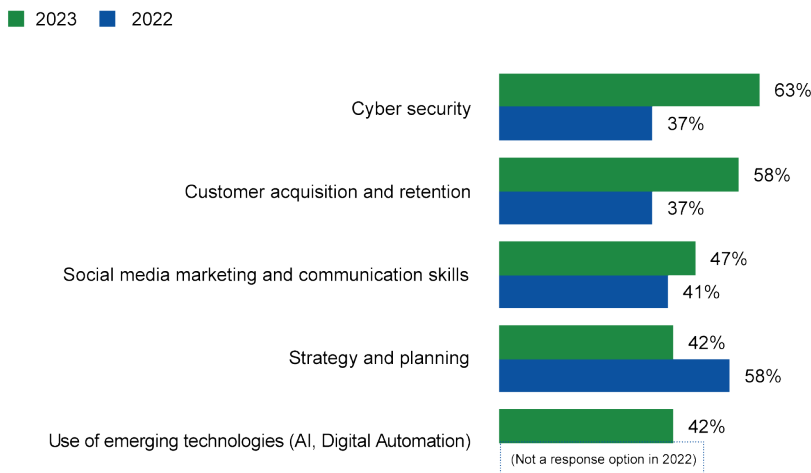 2023 2022
Cyber security 63%
37%
Customer acquisition and retention 58%
37%
Social media marketing and communication skills 47%
41%
Strategy and planning 42%
58%
Use of emerging technologies (AI, Digital Automation) 42%
(Not a response option in 2022)